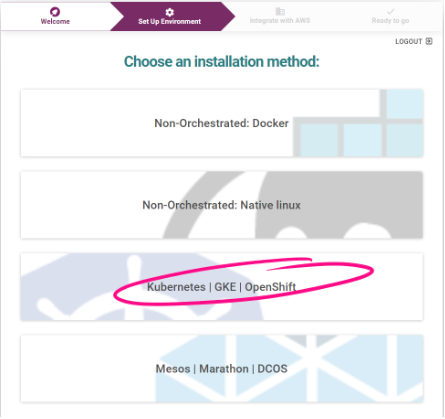 Welcome
Set Up Environment
Integrate with AWS
Ready to go
LOGOUT
Choose an installation method:
Non-Orchestrated: Docker
Non-Orchestrated: Native linux
Kubernetes | GKE | OpenShift
Mesos | Marathon | DCOS